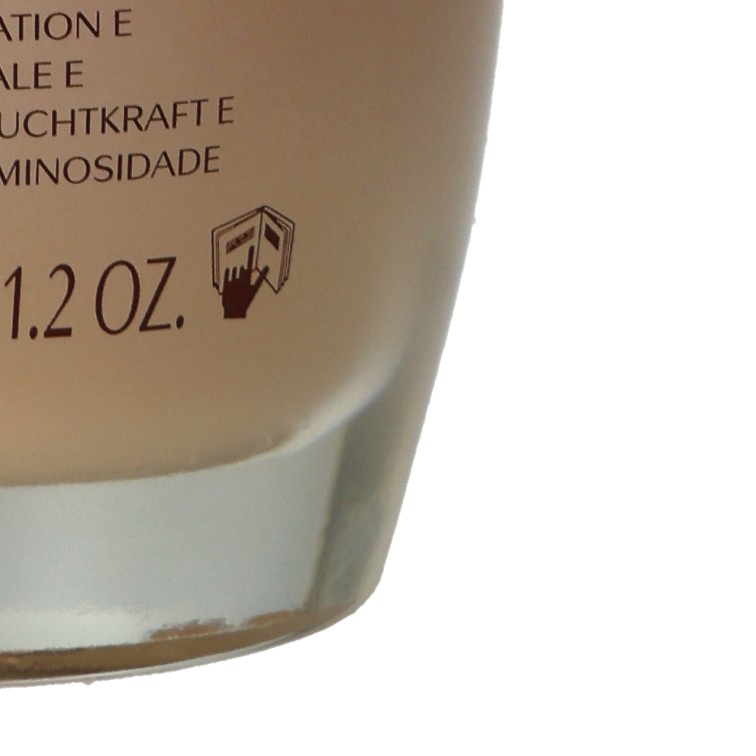 ATION E
ALE E
UCHTKRAFT E
MINOSIDADE
1.2 OZ.